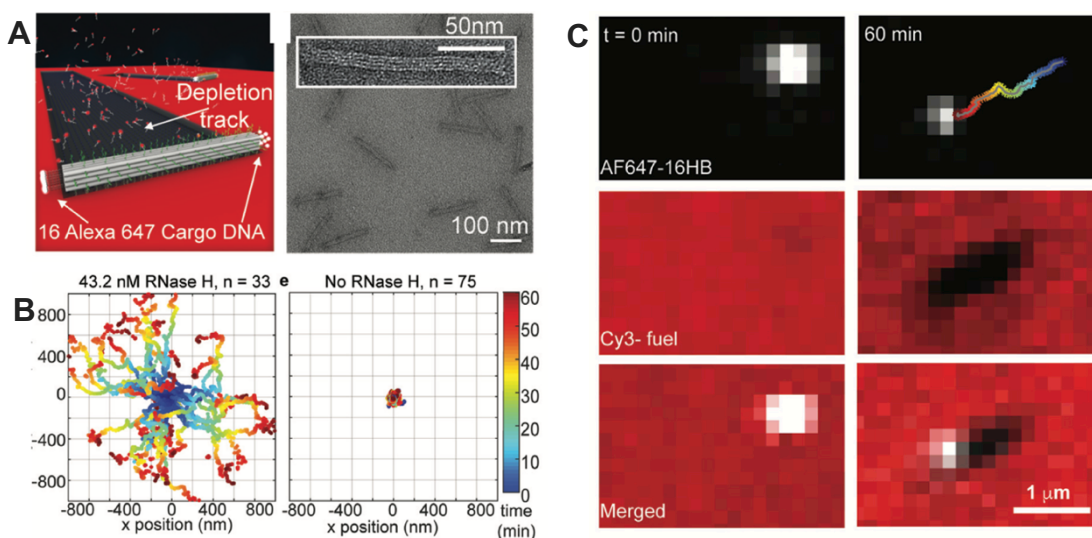 A
Depletion
track
16 Alexa 647 Cargo DNA
50nm
100 nm
B
43.2 nM RNase H, n = 33
e
No RNase H, n = 75
800
400
0
-400
-800
-800 -400 0 400 800
x position (nm)
-800 -400 0 400 800
x position (nm)
60
50
40
30
20
10
0
time
(min)
C
t = 0 min
60 min
AF647-16HB
Cy3- fuel
Merged
1 μm